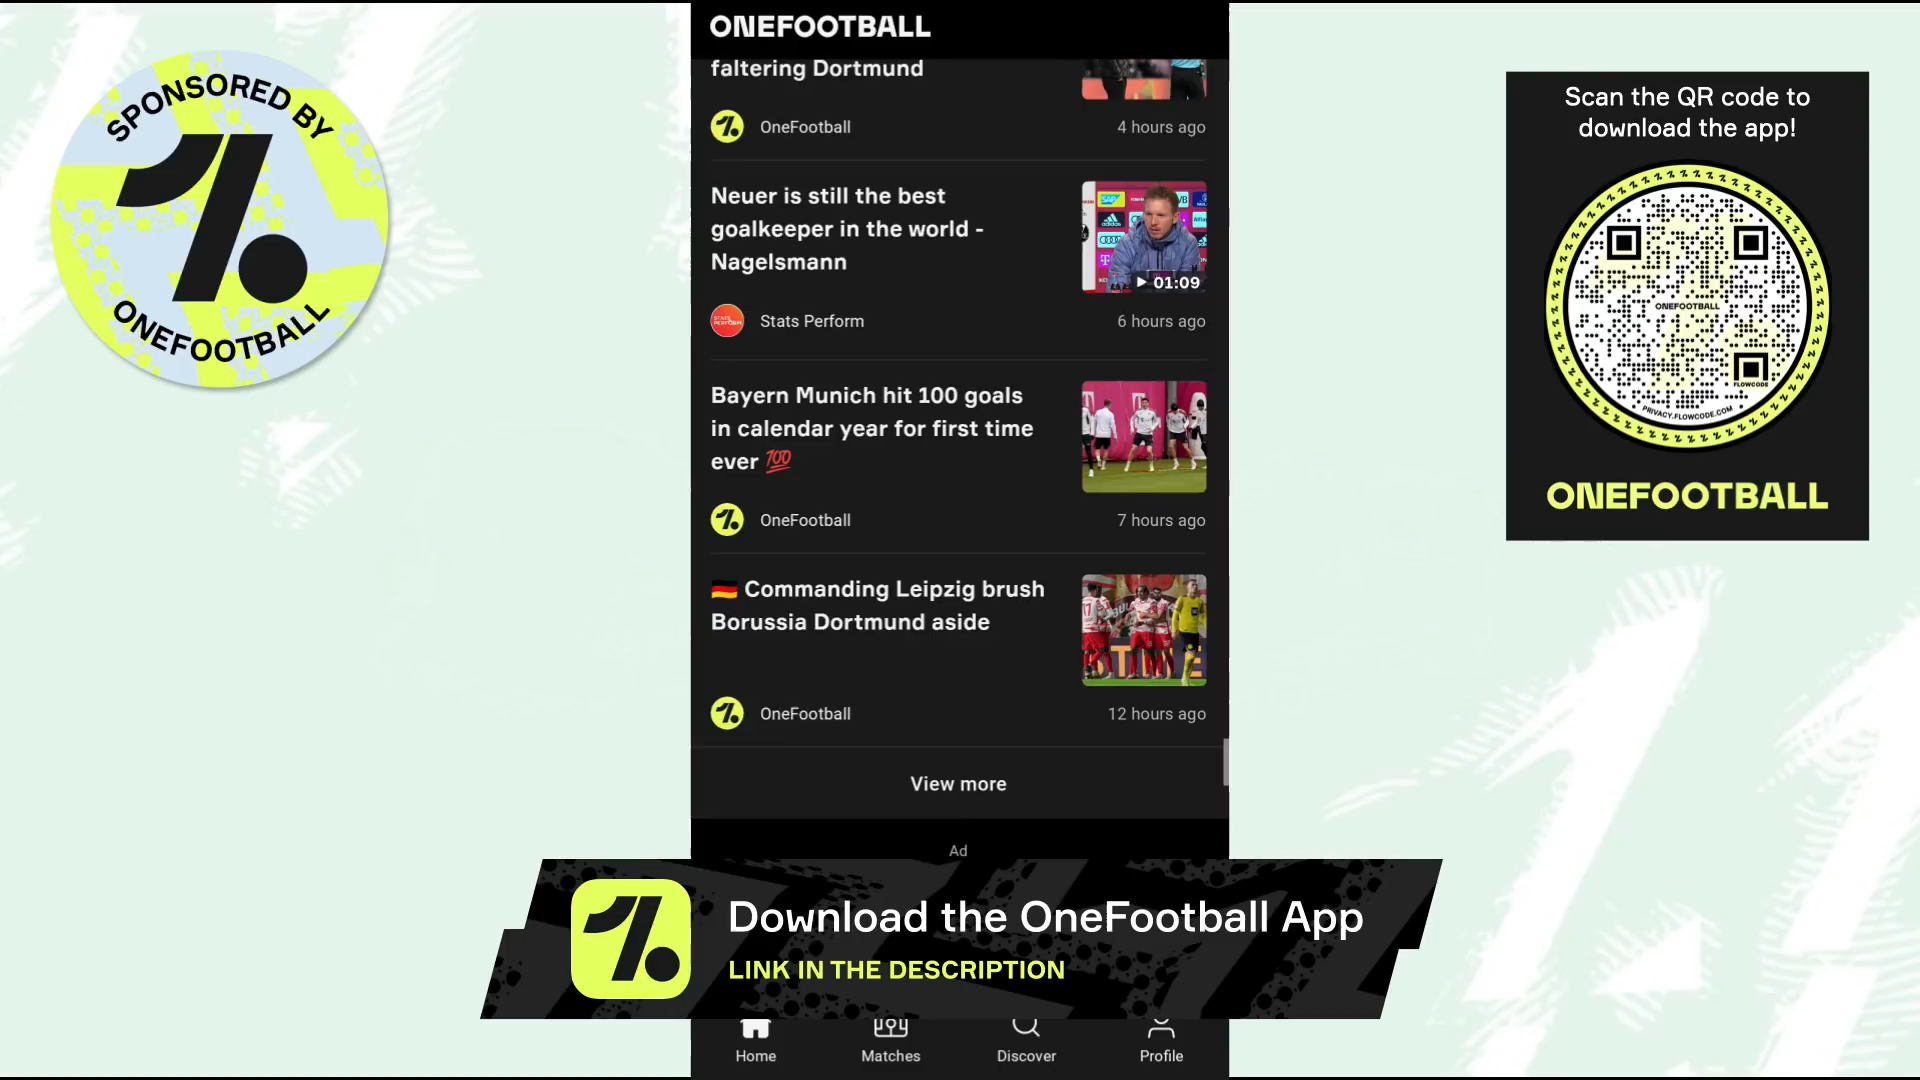 SPONSORED BY
ONEFOOTBALL
ONEFOOTBALL
faltering Dortmund
OneFootball
4 hours ago
Neuer is still the best
goalkeeper in the world -
Nagelsmann
01:09
Stats Perform
6 hours ago
Bayern Munich hit 100 goals
in calendar year for first time
ever 💯
OneFootball
7 hours ago
🇩🇪 Commanding Leipzig brush
Borussia Dortmund aside
OneFootball
12 hours ago
View more
Ad
Download the OneFootball App
LINK IN THE DESCRIPTION
Home
Matches
Discover
Profile
Scan the QR code to
download the app!
ONEFOOTBALL
FLOWCODE
PRIVACY.FLOWCODE.COM
ONEFOOTBALL